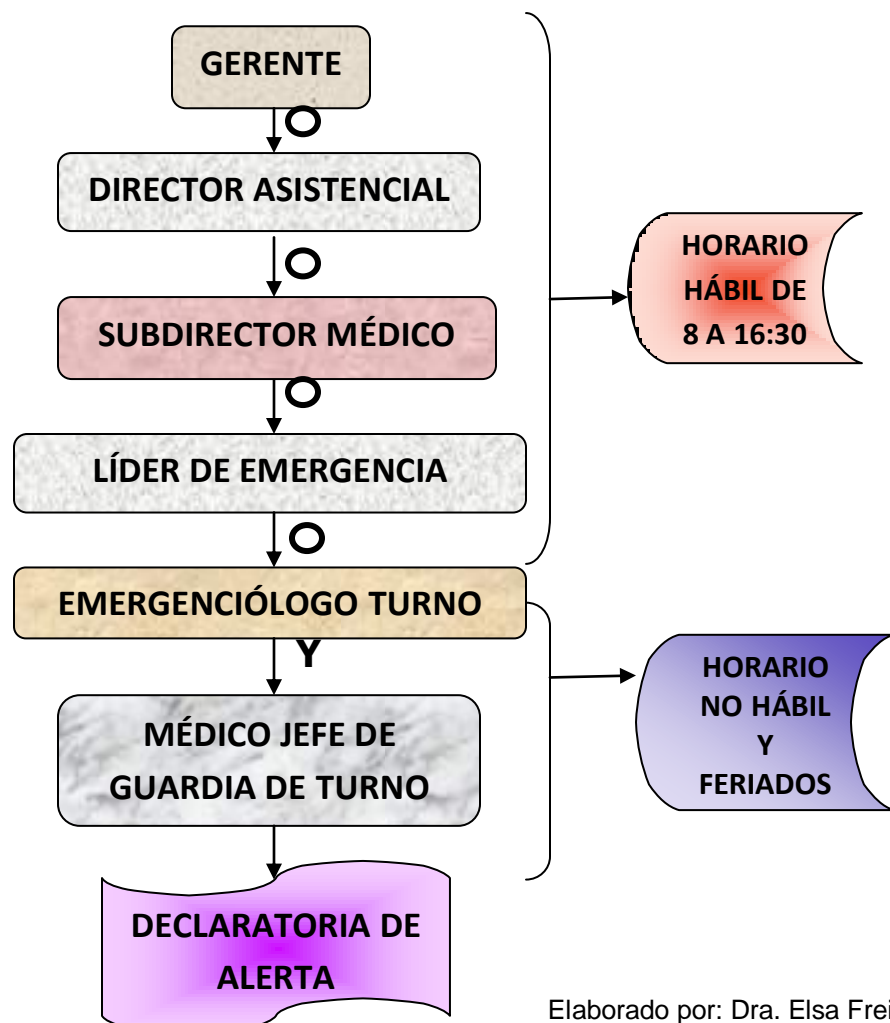 GERENTE
O
DIRECTOR ASISTENCIAL
O
SUBDIRECTOR MÉDICO
O
LÍDER DE EMERGENCIA
O
EMERGENCIÓLOGO TURNO
Y
MÉDICO JEFE DE
GUARDIA DE TURNO
DECLARATORIA DE
ALERTA
HORARIO
HÁBIL DE
8 A 16:30
HORARIO
NO HÁBIL
Y
FERIADOS
Elaborado por: Dra. Elsa Frei